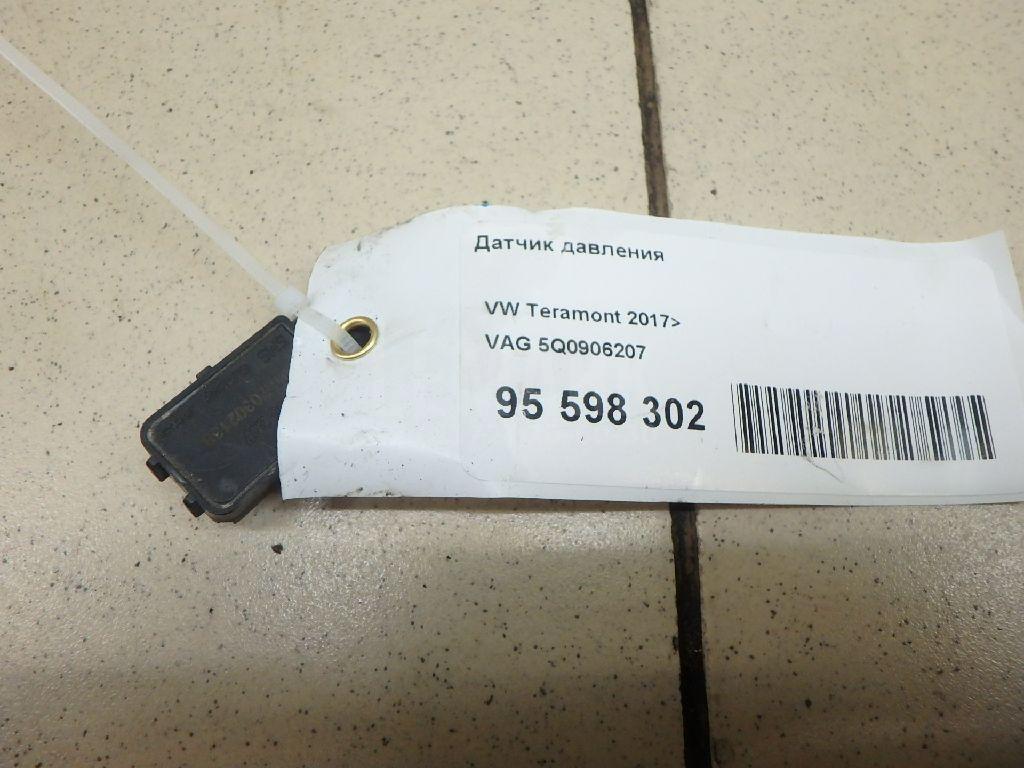 Датчик давления
VW Teramont 2017>
VAG 5Q0906207
95 598 302